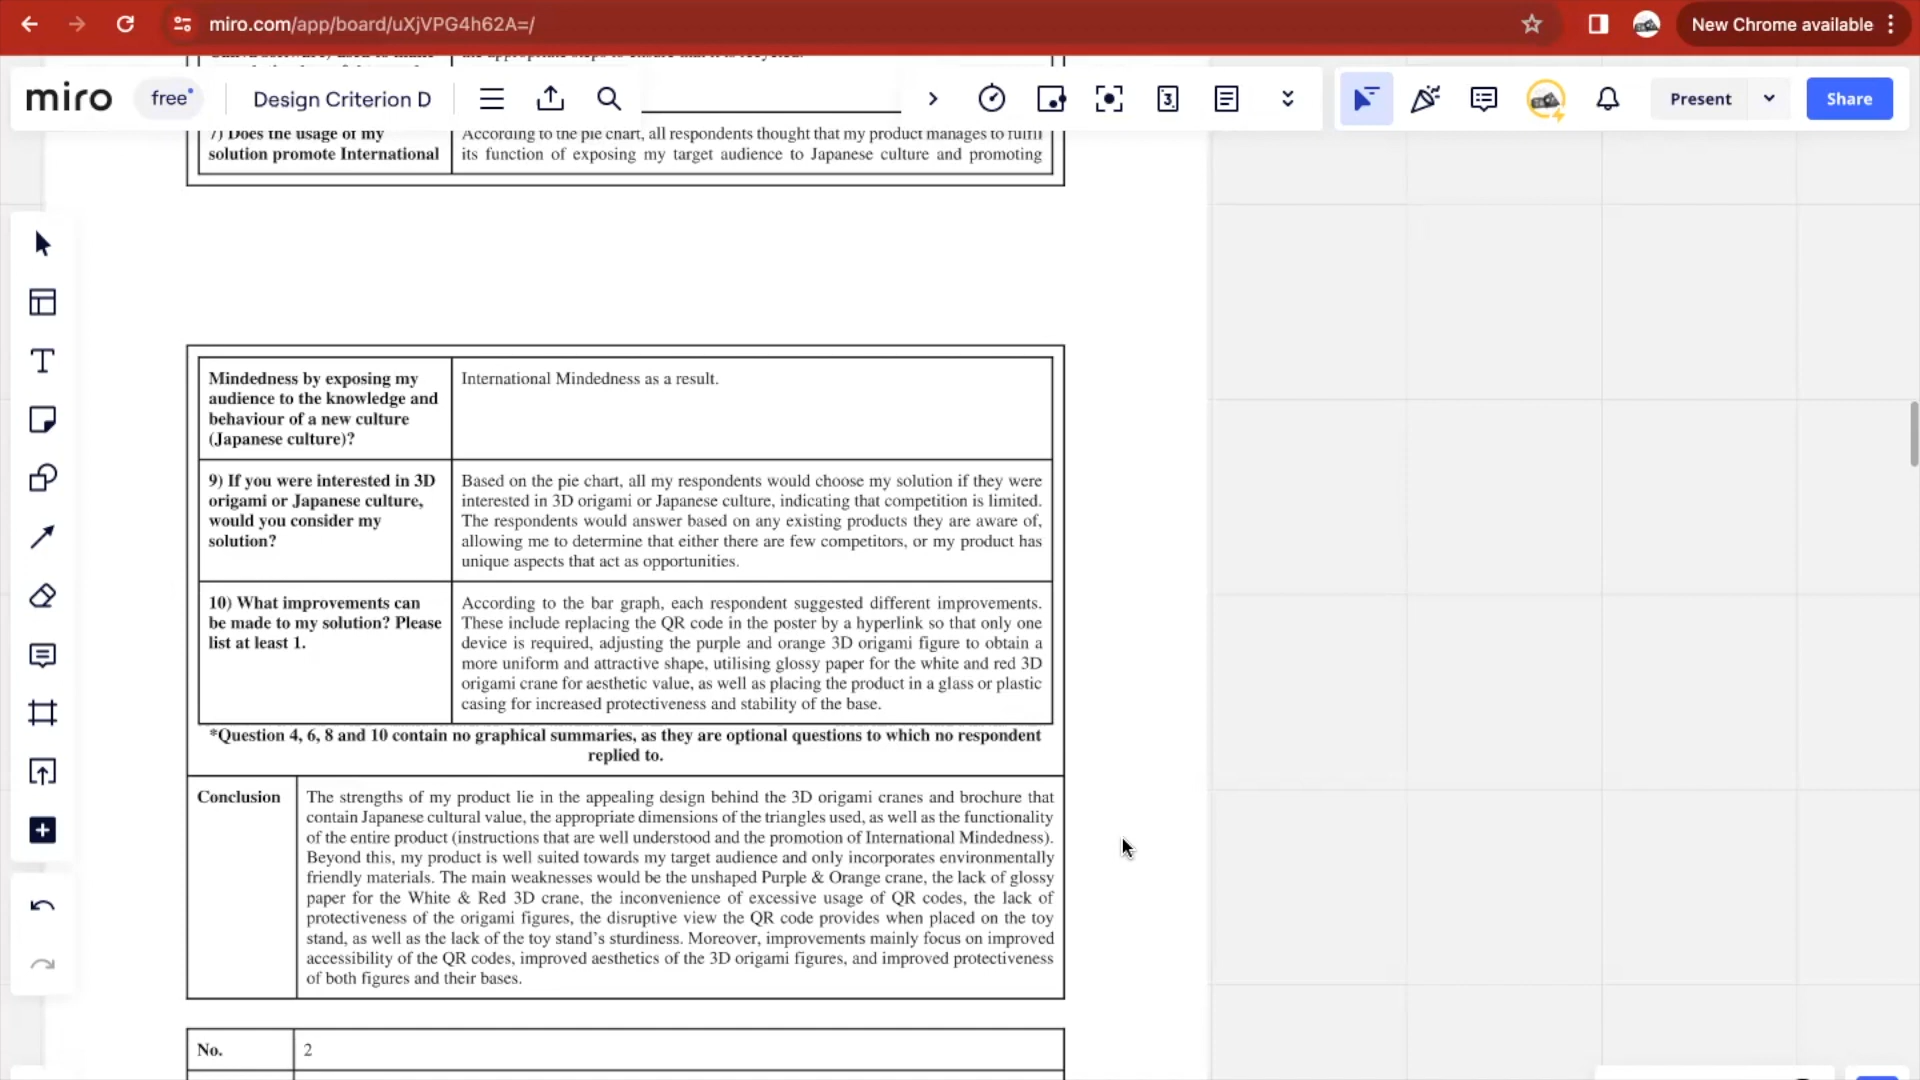 miro.com/app/board/uXjVPG4h62A=/
New Chrome available
miro
free
Design Criterion D
3
Present
Share
7) Does the usage of my
solution promote International
According to the pie chart, all respondents thought that my product manages to fulfil
its function of exposing my target audience to Japanese culture and promoting
Mindedness by exposing my
audience to the knowledge and
behaviour of a new culture
(Japanese culture)?
International Mindedness as a result.
9) If you were interested in 3D
origami or Japanese culture,
would you consider my
solution?
Based on the pie chart, all my respondents would choose my solution if they were
interested in 3D origami or Japanese culture, indicating that competition is limited.
The respondents would answer based on any existing products they are aware of,
allowing me to determine that either there are few competitors, or my product has
unique aspects that act as opportunities.
10) What improvements can
be made to my solution? Please
list at least 1.
According to the bar graph, each respondent suggested different improvements.
These include replacing the QR code in the poster by a hyperlink so that only one
device is required, adjusting the purple and orange 3D origami figure to obtain a
more uniform and attractive shape, utilising glossy paper for the white and red 3D
origami crane for aesthetic value, as well as placing the product in a glass or plastic
casing for increased protectiveness and stability of the base.
*Question 4, 6, 8 and 10 contain no graphical summaries, as they are optional questions to which no respondent
replied to.
Conclusion
The strengths of my product lie in the appealing design behind the 3D origami cranes and brochure that
contain Japanese cultural value, the appropriate dimensions of the triangles used, as well as the functionality
of the entire product (instructions that are well understood and the promotion of International Mindedness).
Beyond this, my product is well suited towards my target audience and only incorporates environmentally
friendly materials. The main weaknesses would be the unshaped Purple & Orange crane, the lack of glossy
paper for the White & Red 3D crane, the inconvenience of excessive usage of QR codes, the lack of
protectiveness of the origami figures, the disruptive view the QR code provides when placed on the toy
stand, as well as the lack of the toy stand's sturdiness. Moreover, improvements mainly focus on improved
accessibility of the QR codes, improved aesthetics of the 3D origami figures, and improved protectiveness
of both figures and their bases.
No.
2